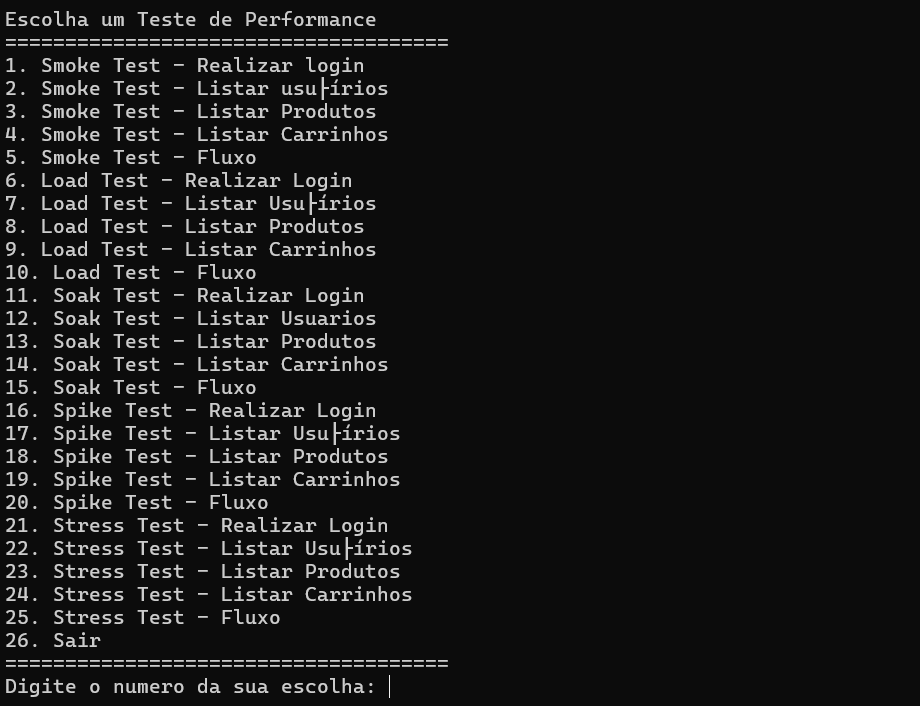 Escolha um Teste de Performance
=====================================
1. Smoke Test - Realizar login
2. Smoke Test - Listar usu├írios
3. Smoke Test - Listar Produtos
4. Smoke Test - Listar Carrinhos
5. Smoke Test - Fluxo
6. Load Test - Realizar Login
7. Load Test - Listar Usu├írios
8. Load Test - Listar Produtos
9. Load Test - Listar Carrinhos
10. Load Test - Fluxo
11. Soak Test - Realizar Login
12. Soak Test - Listar Usuarios
13. Soak Test - Listar Produtos
14. Soak Test - Listar Carrinhos
15. Soak Test - Fluxo
16. Spike Test - Realizar Login
17. Spike Test - Listar Usu├írios
18. Spike Test - Listar Produtos
19. Spike Test - Listar Carrinhos
20. Spike Test - Fluxo
21. Stress Test - Realizar Login
22. Stress Test - Listar Usu├írios
23. Stress Test - Listar Produtos
24. Stress Test - Listar Carrinhos
25. Stress Test - Fluxo
26. Sair
=====================================
Digite o numero da sua escolha: